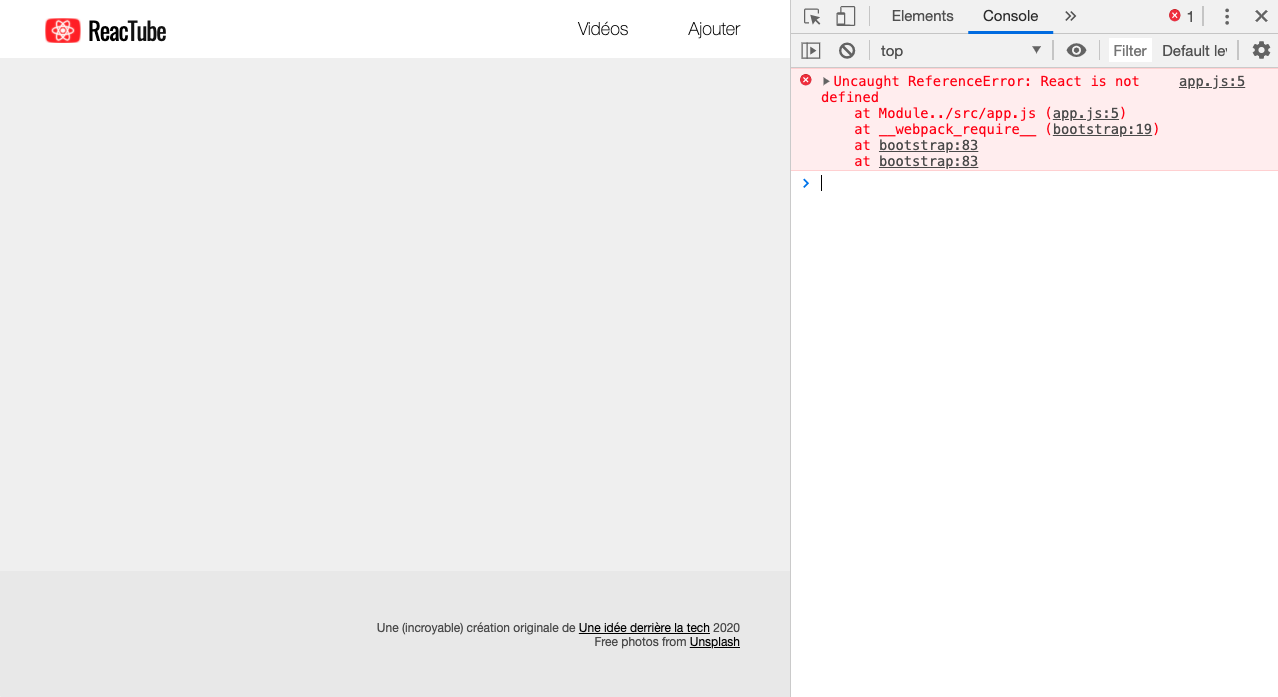 ReacTube
Vidéos
Ajouter
Une (incroyable) création originale de Une idée derrière la tech 2020
Free photos from Unsplash
Elements
Console
1
top
Filter
Default le
Uncaught ReferenceError: React is not app.js:5
defined
at Module../src/app.js (app.js:5)
at __webpack_require__ (bootstrap:19)
at bootstrap:83
at bootstrap:83